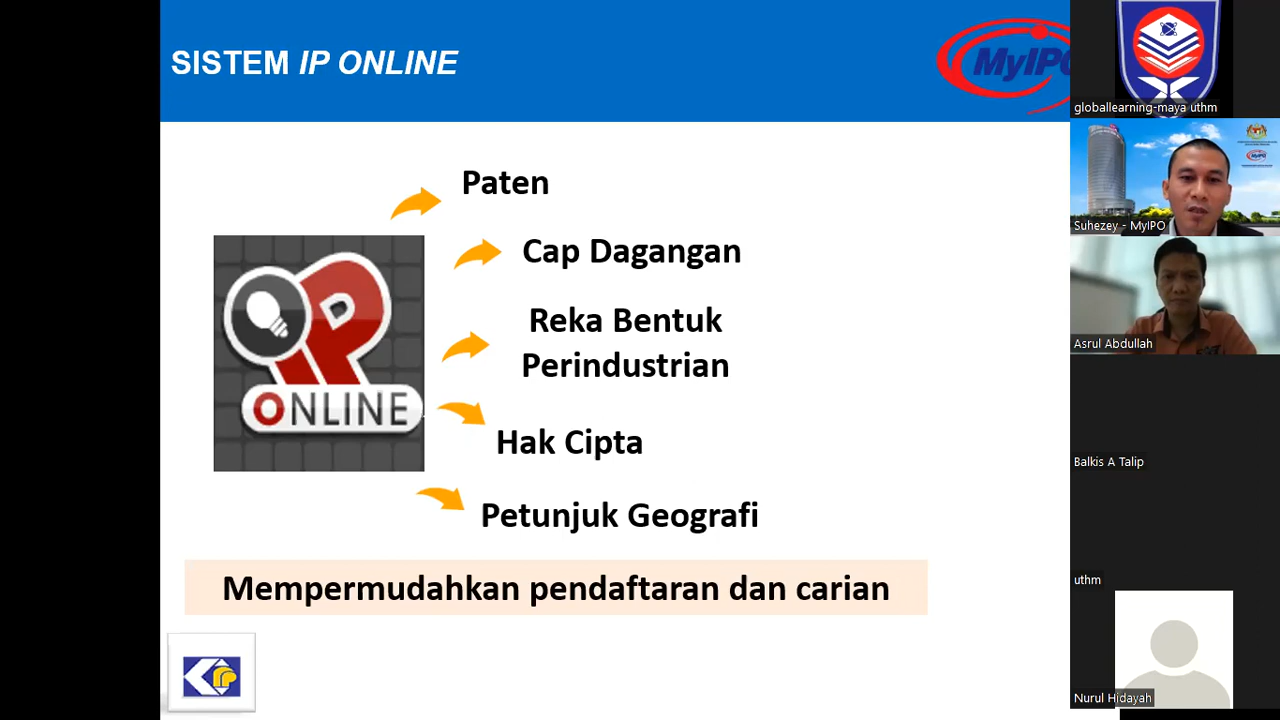 SISTEM IP ONLINE
MyIPO
Paten
Cap Dagangan
Reka Bentuk
Perindustrian
Hak Cipta
Petunjuk Geografi
IP
ONLINE
Mempermudahkan pendaftaran dan carian
globallearning-maya uthm
MyIPO
Suhezey - MyIPO
Asrul Abdullah
Balkis A Talip
uthm
Nurul Hidayah